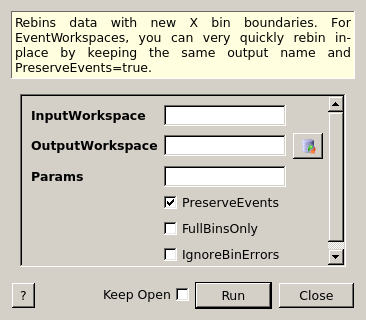 Rebins data with new X bin boundaries. For
EventWorkspaces, you can very quickly rebin in-
place by keeping the same output name and
PreserveEvents=true.
InputWorkspace
OutputWorkspace
Params
PreserveEvents
FullBinsOnly
IgnoreBinErrors
? Keep Open Run Close